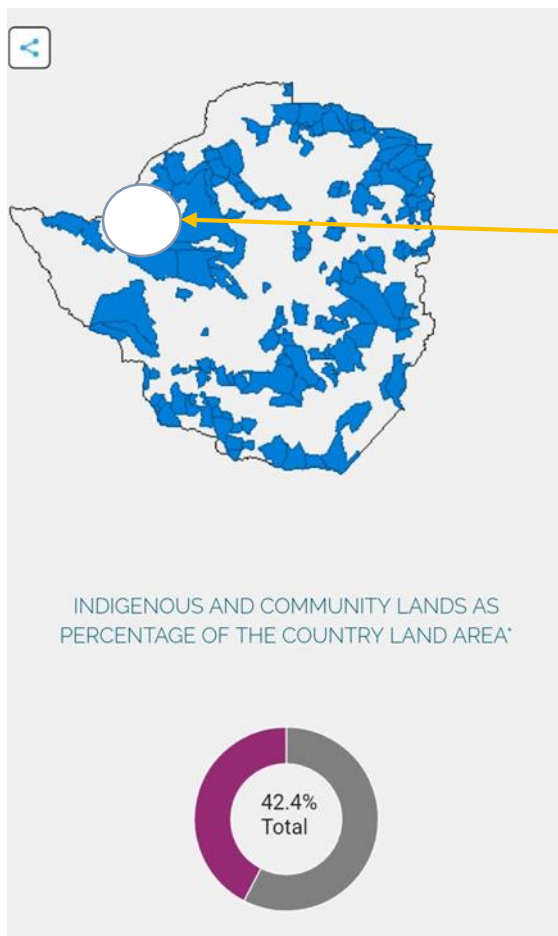 INDIGENOUS AND COMMUNITY LANDS AS
PERCENTAGE OF THE COUNTRY LAND AREA*
42.4%
Total